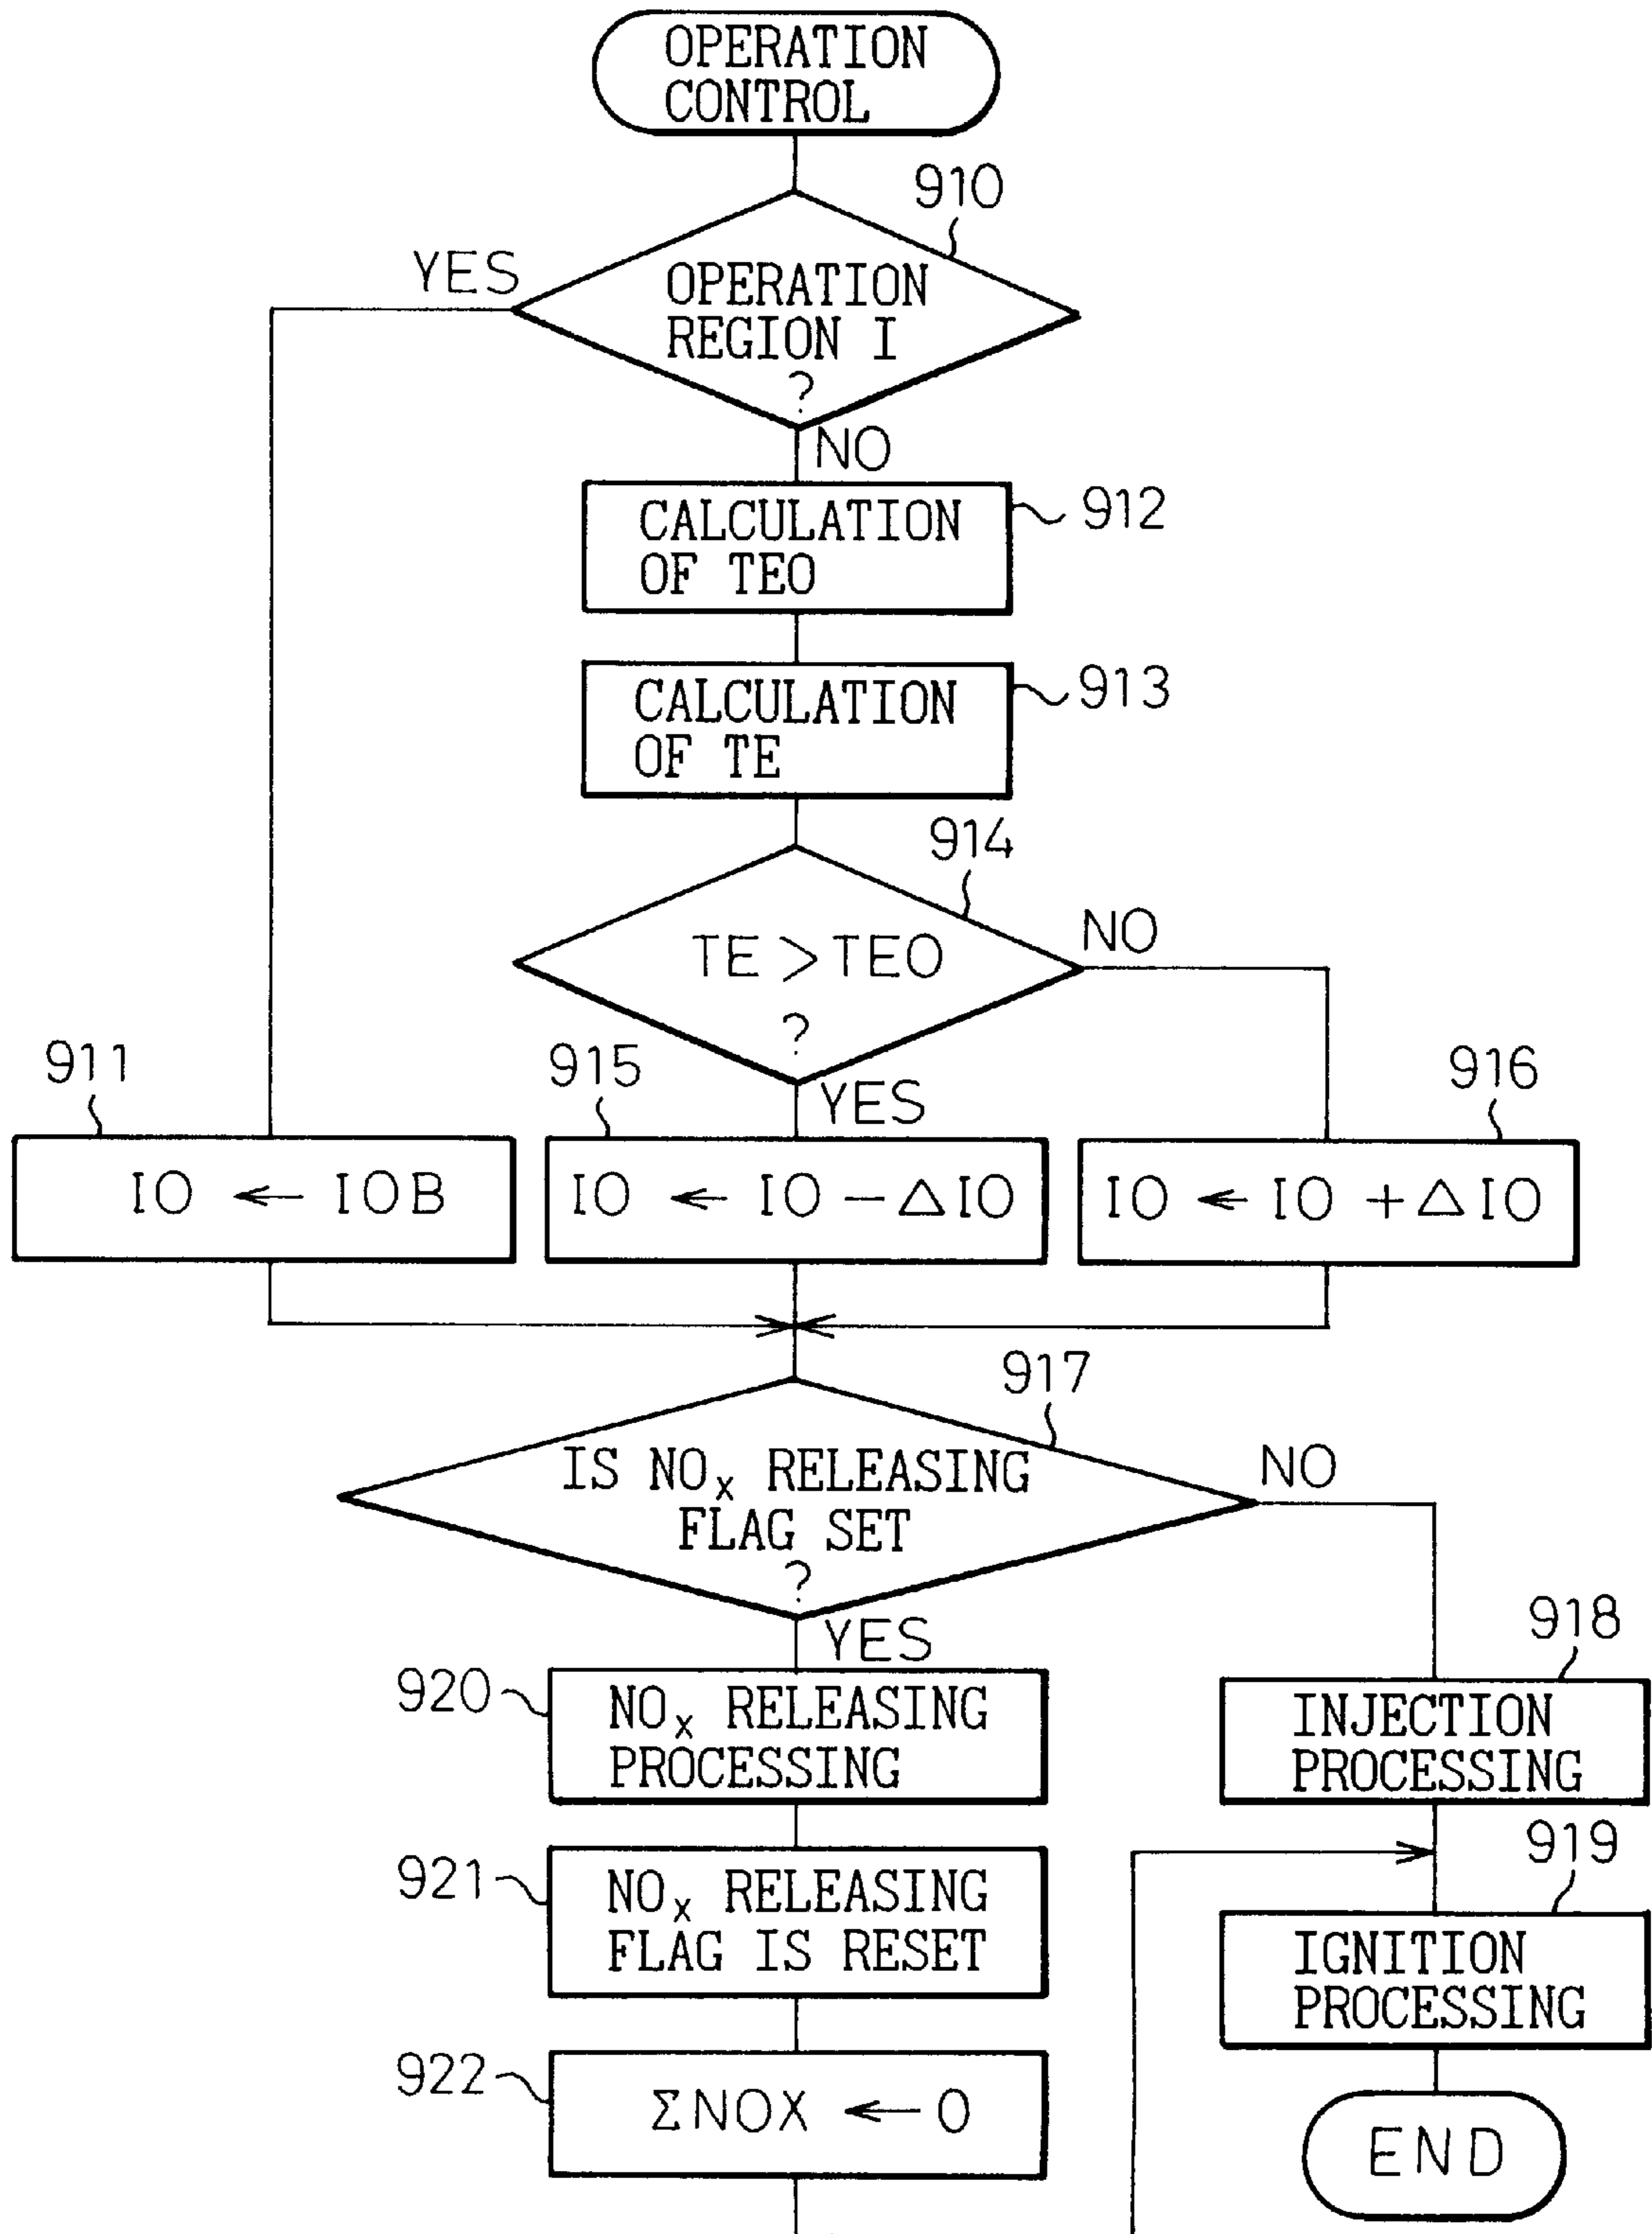 OPERATION
CONTROL
910
YES
OPERATION
REGION I
?
NO
CALCULATION
OF TEO
912
CALCULATION
OF TE
913
914
TE > TEO
?
NO
YES
911
915
916
IO ← IOB
IO ← IO − ΔIO
IO ← IO + ΔIO
917
IS NOₓ RELEASING
FLAG SET
?
NO
YES
918
920
NOₓ RELEASING
PROCESSING
INJECTION
PROCESSING
919
921
NOₓ RELEASING
FLAG IS RESET
IGNITION
PROCESSING
922
ΣNOX ← 0
END